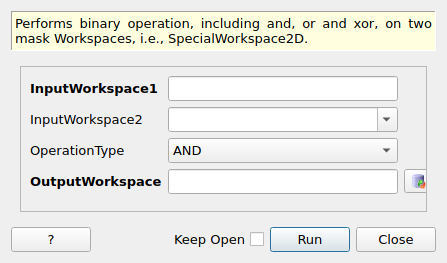 Performs binary operation, including and, or and xor, on two
mask Workspaces, i.e., SpecialWorkspace2D.
InputWorkspace1
InputWorkspace2
OperationType AND
OutputWorkspace
? Keep Open Run Close